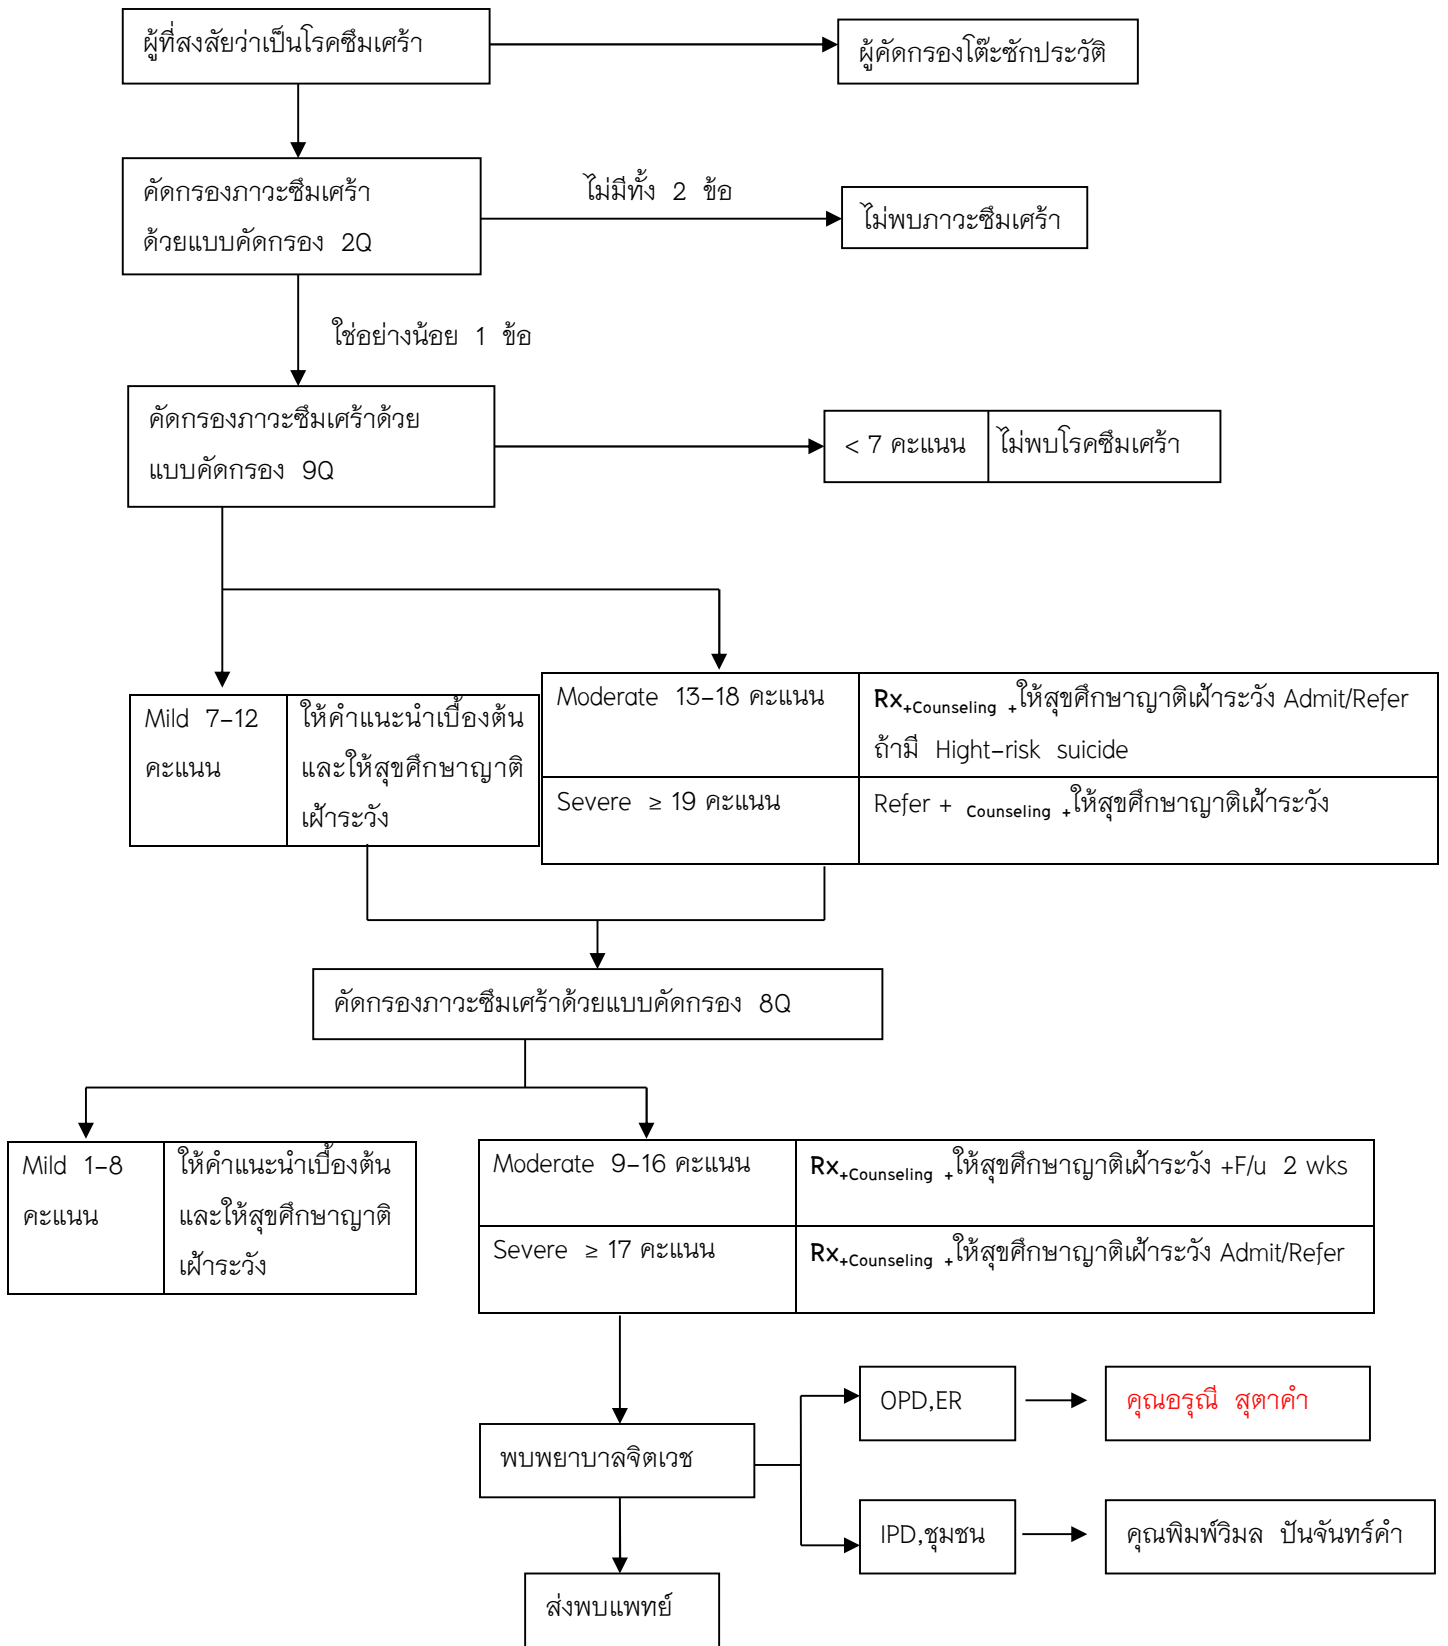 ผู้ที่สงสัยว่าเป็นโรคซึมเศร้า
ผู้คัดกรองโต๊ะซักประวัติ
คัดกรองภาวะซึมเศร้า
ด้วยแบบคัดกรอง 2Q
ไม่มีทั้ง 2 ข้อ
ไม่พบภาวะซึมเศร้า
ใช่อย่างน้อย 1 ข้อ
คัดกรองภาวะซึมเศร้าด้วย
แบบคัดกรอง 9Q
< 7 คะแนน
ไม่พบโรคซึมเศร้า
Mild 7-12
คะแนน
ให้คำแนะนำเบื้องต้น
และให้สุขศึกษาญาติ
เฝ้าระวัง
Moderate 13-18 คะแนน
Rx+Counseling +ให้สุขศึกษาญาติเฝ้าระวัง Admit/Refer
ถ้ามี Hight-risk suicide
Severe ≥ 19 คะแนน
Refer + Counseling +ให้สุขศึกษาญาติเฝ้าระวัง
คัดกรองภาวะซึมเศร้าด้วยแบบคัดกรอง 8Q
Mild 1-8
คะแนน
ให้คำแนะนำเบื้องต้น
และให้สุขศึกษาญาติ
เฝ้าระวัง
Moderate 9-16 คะแนน
Rx+Counseling +ให้สุขศึกษาญาติเฝ้าระวัง +F/u 2 wks
Severe ≥ 17 คะแนน
Rx+Counseling +ให้สุขศึกษาญาติเฝ้าระวัง Admit/Refer
พบพยาบาลจิตเวช
OPD,ER
คุณอรุณี สุตาคำ
IPD,ชุมชน
คุณพิมพ์วิมล ปันจันทร์คำ
ส่งพบแพทย์